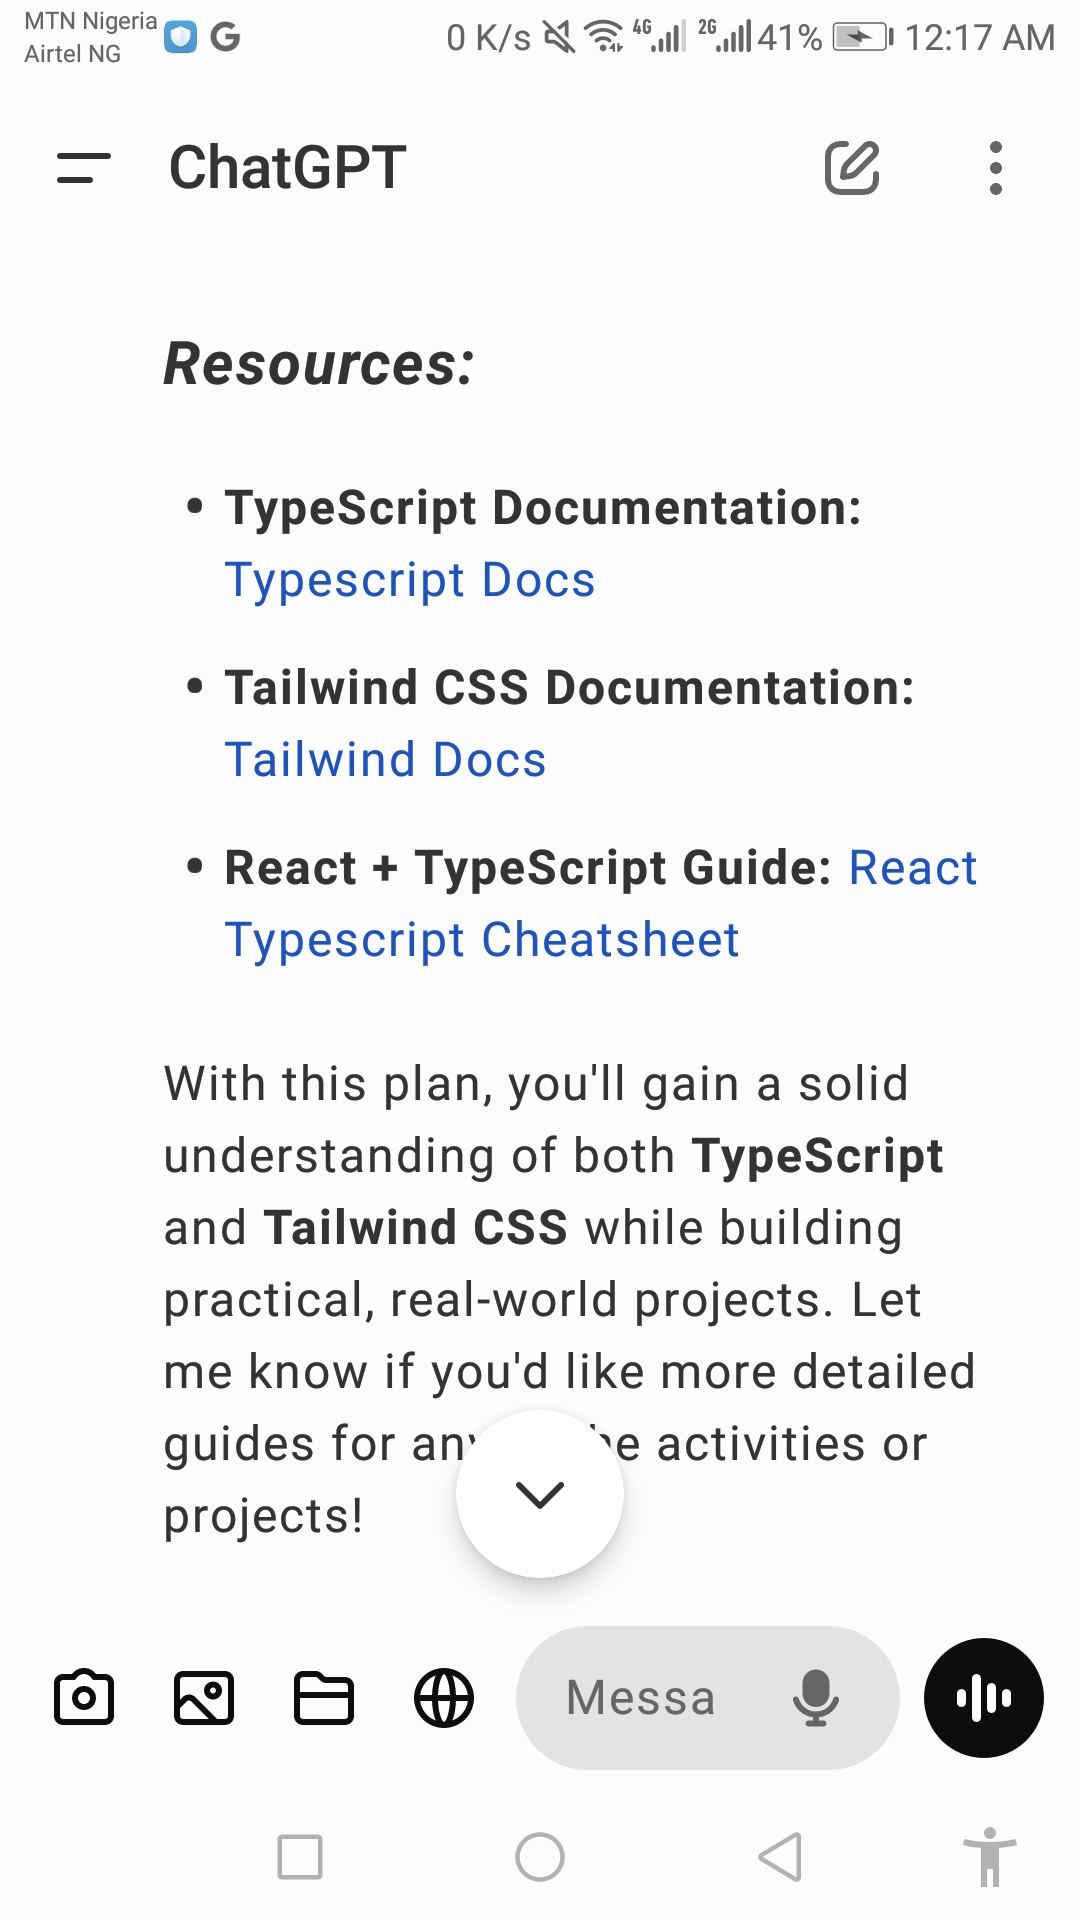 MTN Nigeria
Airtel NG
0 K/s 4G 2G 41% 12:17 AM
ChatGPT
Resources:
• TypeScript Documentation:
Typescript Docs
• Tailwind CSS Documentation:
Tailwind Docs
• React + TypeScript Guide: React
Typescript Cheatsheet
With this plan, you'll gain a solid
understanding of both TypeScript
and Tailwind CSS while building
practical, real-world projects. Let
me know if you'd like more detailed
guides for activities or
projects!
Messa